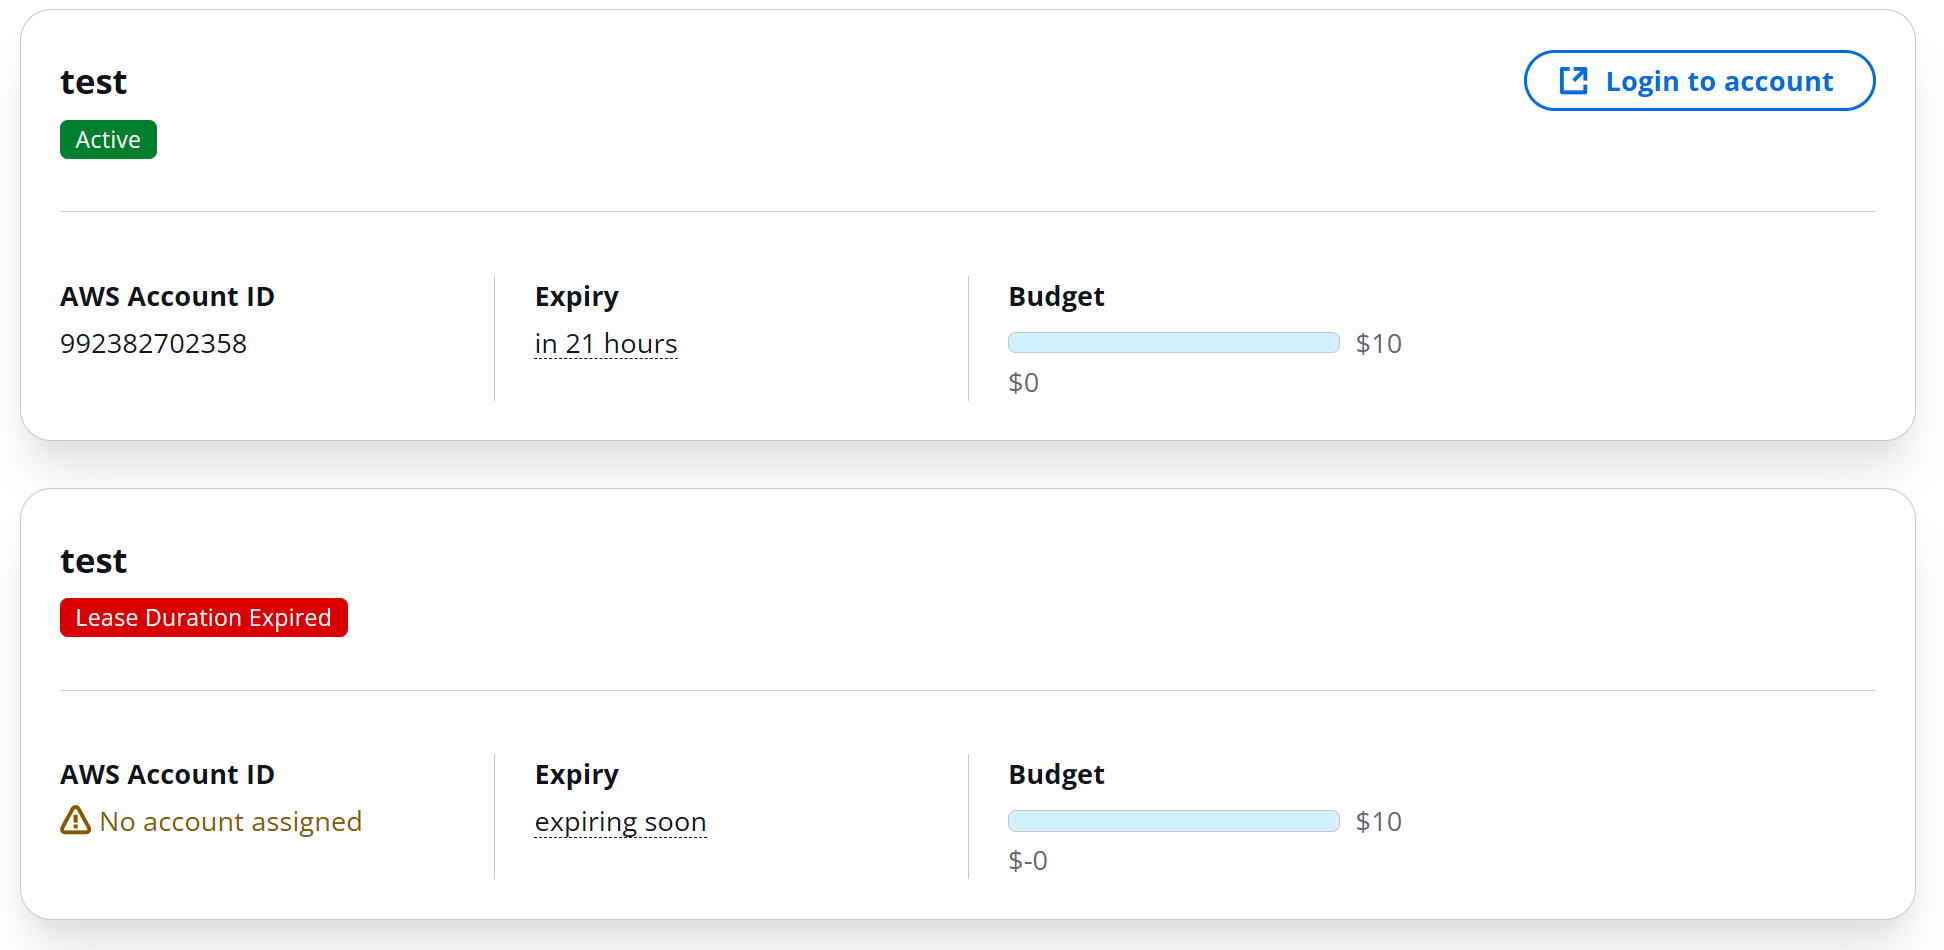 test
Login to account
Active
AWS Account ID
992382702358
Expiry
in 21 hours
Budget
$10
$0
test
Lease Duration Expired
AWS Account ID
No account assigned
Expiry
expiring soon
Budget
$10
$-0